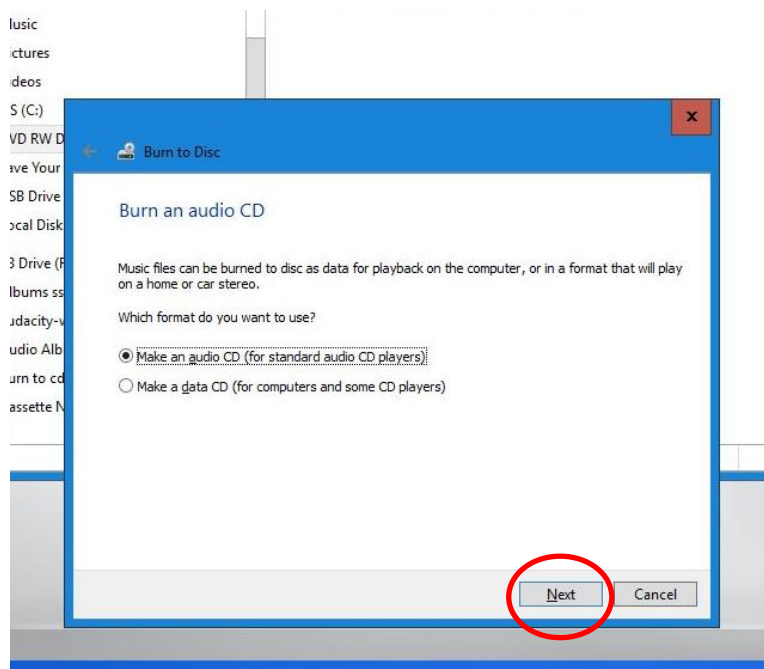 lusic
ictures
ideos
S (C:)
VD RW D
ave Your
SB Drive
ocal Disk
3 Drive (F
lbums ss
udacity-v
udio Alb
urn to cd
assette N
x
Burn to Disc
Burn an audio CD
Music files can be burned to disc as data for playback on the computer, or in a format that will play
on a home or car stereo.
Which format do you want to use?
Make an audio CD (for standard audio CD players)
Make a data CD (for computers and some CD players)
Next Cancel